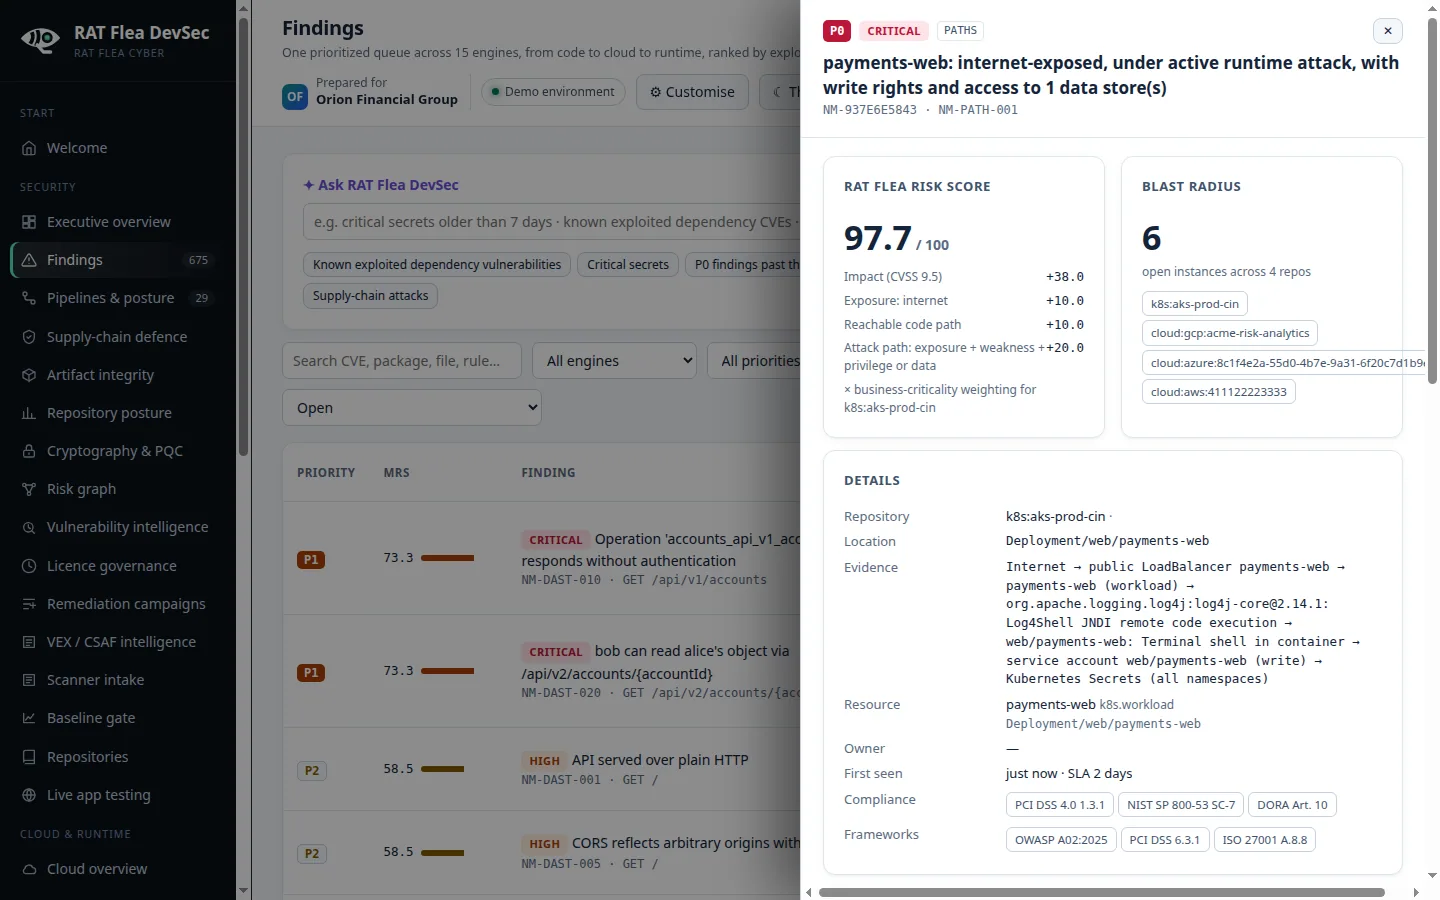 RAT Flea DevSec
RAT FLEA CYBER
START
Welcome
SECURITY
Executive overview
Findings 675
Pipelines & posture 29
Supply-chain defence
Artifact integrity
Repository posture
Cryptography & PQC
Risk graph
Vulnerability intelligence
Licence governance
Remediation campaigns
VEX / CSAF intelligence
Scanner intake
Baseline gate
Repositories
Live app testing
CLOUD & RUNTIME
Cloud overview
Findings
One prioritized queue across 15 engines, from code to cloud to runtime, ranked by explo
OF
Prepared for
Orion Financial Group
Demo environment
Customise
Th
Ask RAT Flea DevSec
e.g. critical secrets older than 7 days · known exploited dependency CVEs ·
Known exploited dependency vulnerabilities
Critical secrets
P0 findings past th
Supply-chain attacks
Search CVE, package, file, rule...
All engines
All priorities
Open
PRIORITY MRS FINDING
P1 73.3 CRITICAL Operation 'accounts_api_v1_acc
responds without authentication
NM-DAST-010 · GET /api/v1/accounts
P1 73.3 CRITICAL bob can read alice's object via
/api/v2/accounts/{accountId}
NM-DAST-020 · GET /api/v2/accounts/{acc
P2 58.5 HIGH API served over plain HTTP
NM-DAST-001 · GET /
P2 58.5 HIGH CORS reflects arbitrary origins with
NM-DAST-005 · GET /
P0 CRITICAL PATHS
×
payments-web: internet-exposed, under active runtime attack, with
write rights and access to 1 data store(s)
NM-937E6E5843 · NM-PATH-001
RAT FLEA RISK SCORE
97.7 / 100
Impact (CVSS 9.5) +38.0
Exposure: internet +10.0
Reachable code path +10.0
Attack path: exposure + weakness + +20.0
privilege or data
× business-criticality weighting for
k8s:aks-prod-cin
BLAST RADIUS
6
open instances across 4 repos
k8s:aks-prod-cin
cloud:gcp:acme-risk-analytics
cloud:azure:8c1f4e2a-55d0-4b7e-9a31-6f20c7d1b9e
cloud:aws:411122223333
DETAILS
Repository k8s:aks-prod-cin ·
Location Deployment/web/payments-web
Evidence Internet → public LoadBalancer payments-web →
payments-web (workload) →
org.apache.logging.log4j:log4j-core@2.14.1:
Log4Shell JNDI remote code execution →
web/payments-web: Terminal shell in container →
service account web/payments-web (write) →
Kubernetes Secrets (all namespaces)
Resource payments-web k8s.workload
Deployment/web/payments-web
Owner —
First seen just now · SLA 2 days
Compliance PCI DSS 4.0 1.3.1 NIST SP 800-53 SC-7 DORA Art. 10
Frameworks OWASP A02:2025 PCI DSS 6.3.1 ISO 27001 A.8.8